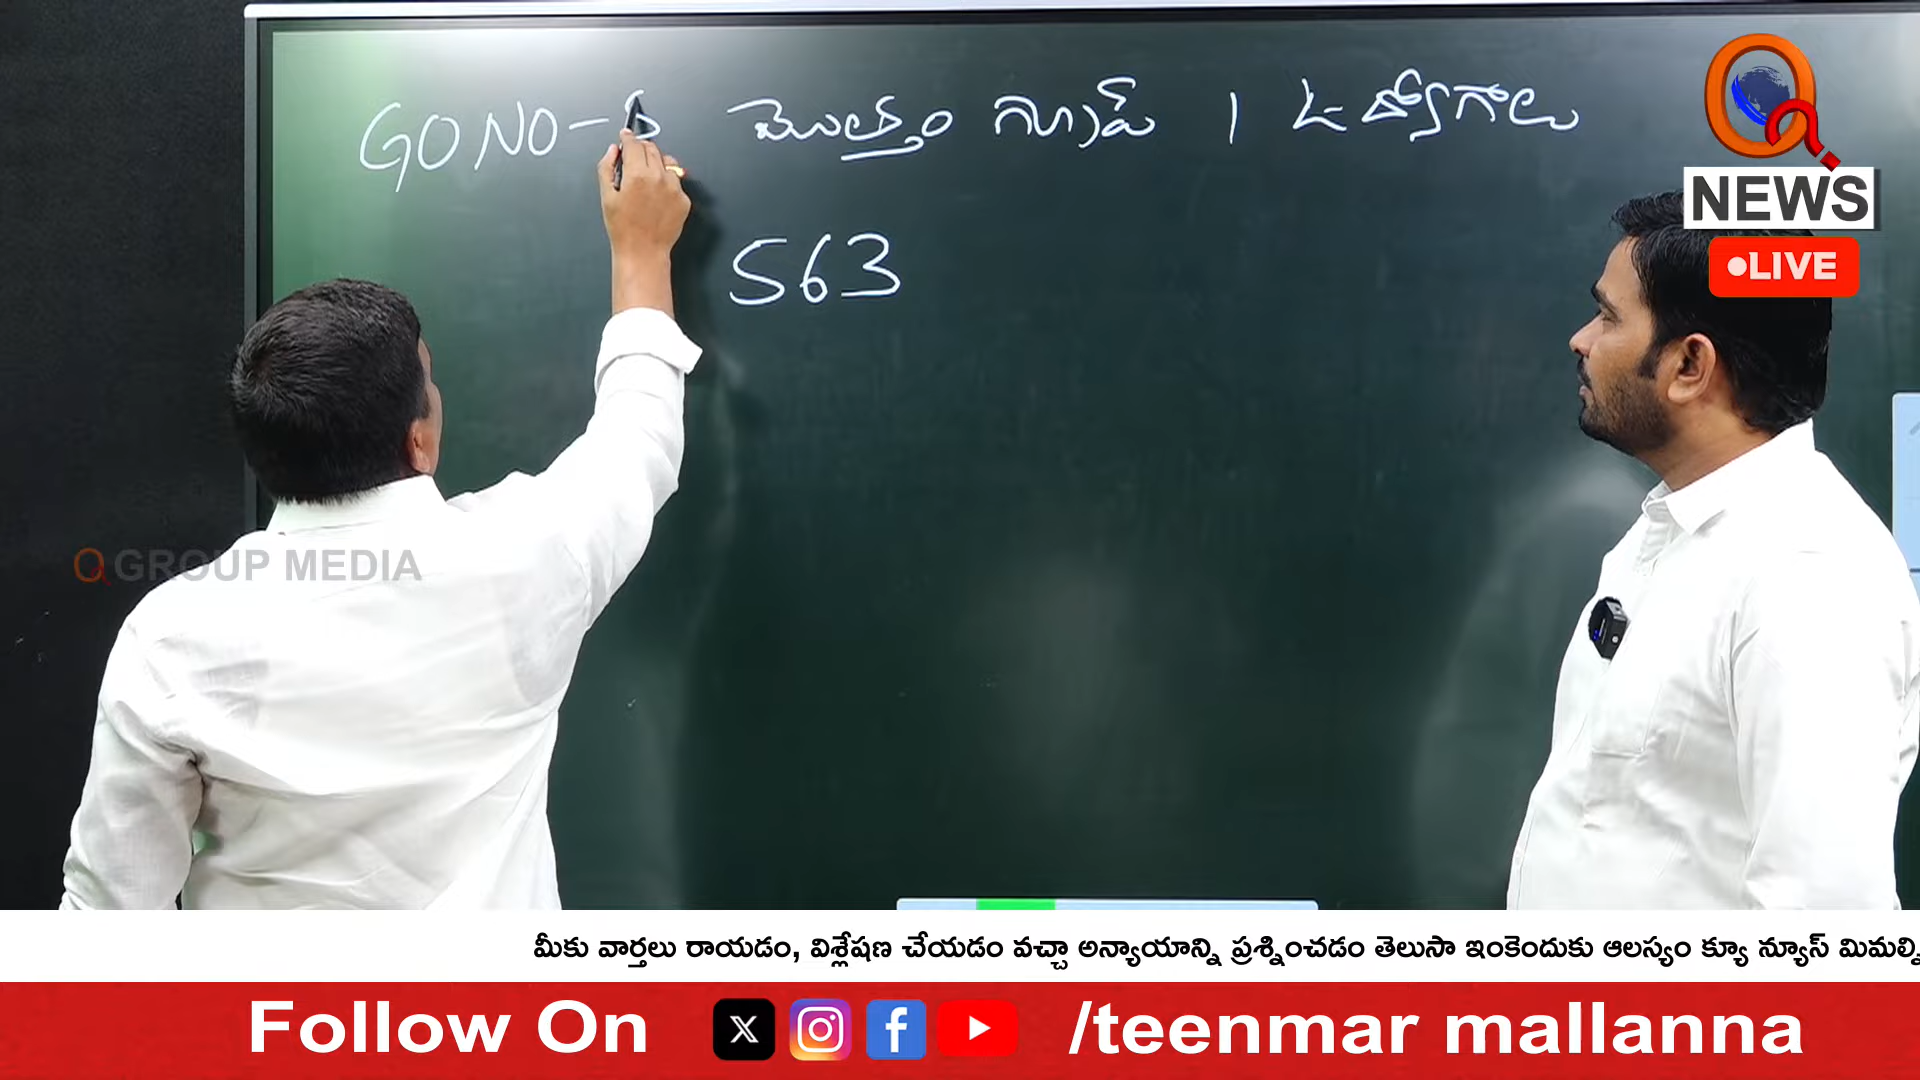 GO NO - 8 మొత్తం గ్రూప్ 1 ఉద్యోగాలు
563
Q
NEWS
LIVE
GROUP MEDIA
మీకు వార్తలు రాయడం, విశ్లేషణ చేయడం వచ్చా అన్యాయాన్ని ప్రశ్నించడం తెలుసా ఇంకెందుకు ఆలస్యం క్యూ న్యూస్
Follow On /teenmar mallanna